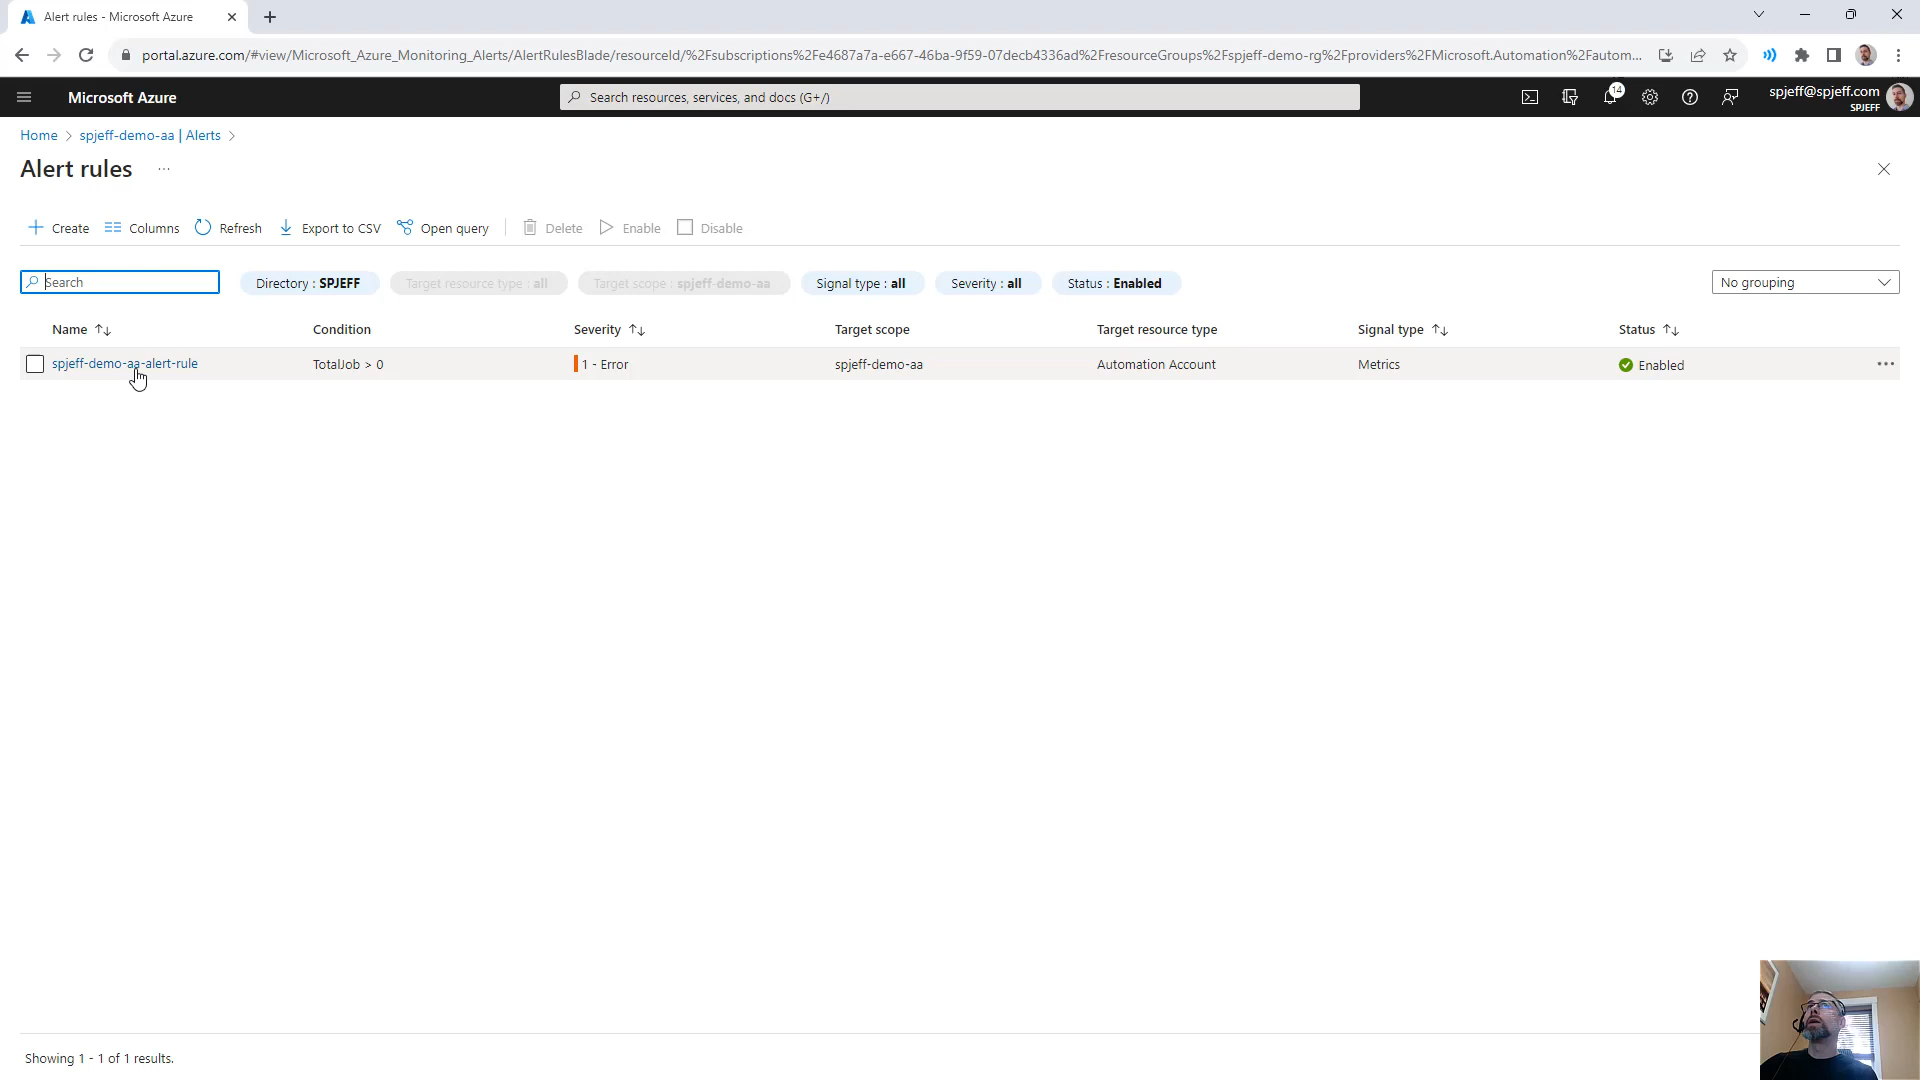 Alert rules - Microsoft Azure
portal.azure.com/#view/Microsoft_Azure_Monitoring_Alerts/AlertRulesBlade/resourceId/%2Fsubscriptions%2Fe4687a7a-e667-46ba-9f59-07decb4336ad%2FresourceGroups%2Fspjeff-demo-rg%2Fproviders%2FMicrosoft.Automation%2Fautom...
Microsoft Azure
Search resources, services, and docs (G+/)
14
spjeff@spjeff.com
SPJEFF
Home > spjeff-demo-aa | Alerts >
Alert rules ...
Create Columns Refresh Export to CSV Open query Delete Enable Disable
Search Directory : SPJEFF Target resource type : all Target scope : spjeff-demo-aa Signal type : all Severity : all Status : Enabled No grouping
Name Condition Severity Target scope Target resource type Signal type Status
spjeff-demo-aa-alert-rule TotalJob > 0 1 - Error spjeff-demo-aa Automation Account Metrics Enabled ...
Showing 1 - 1 of 1 results.